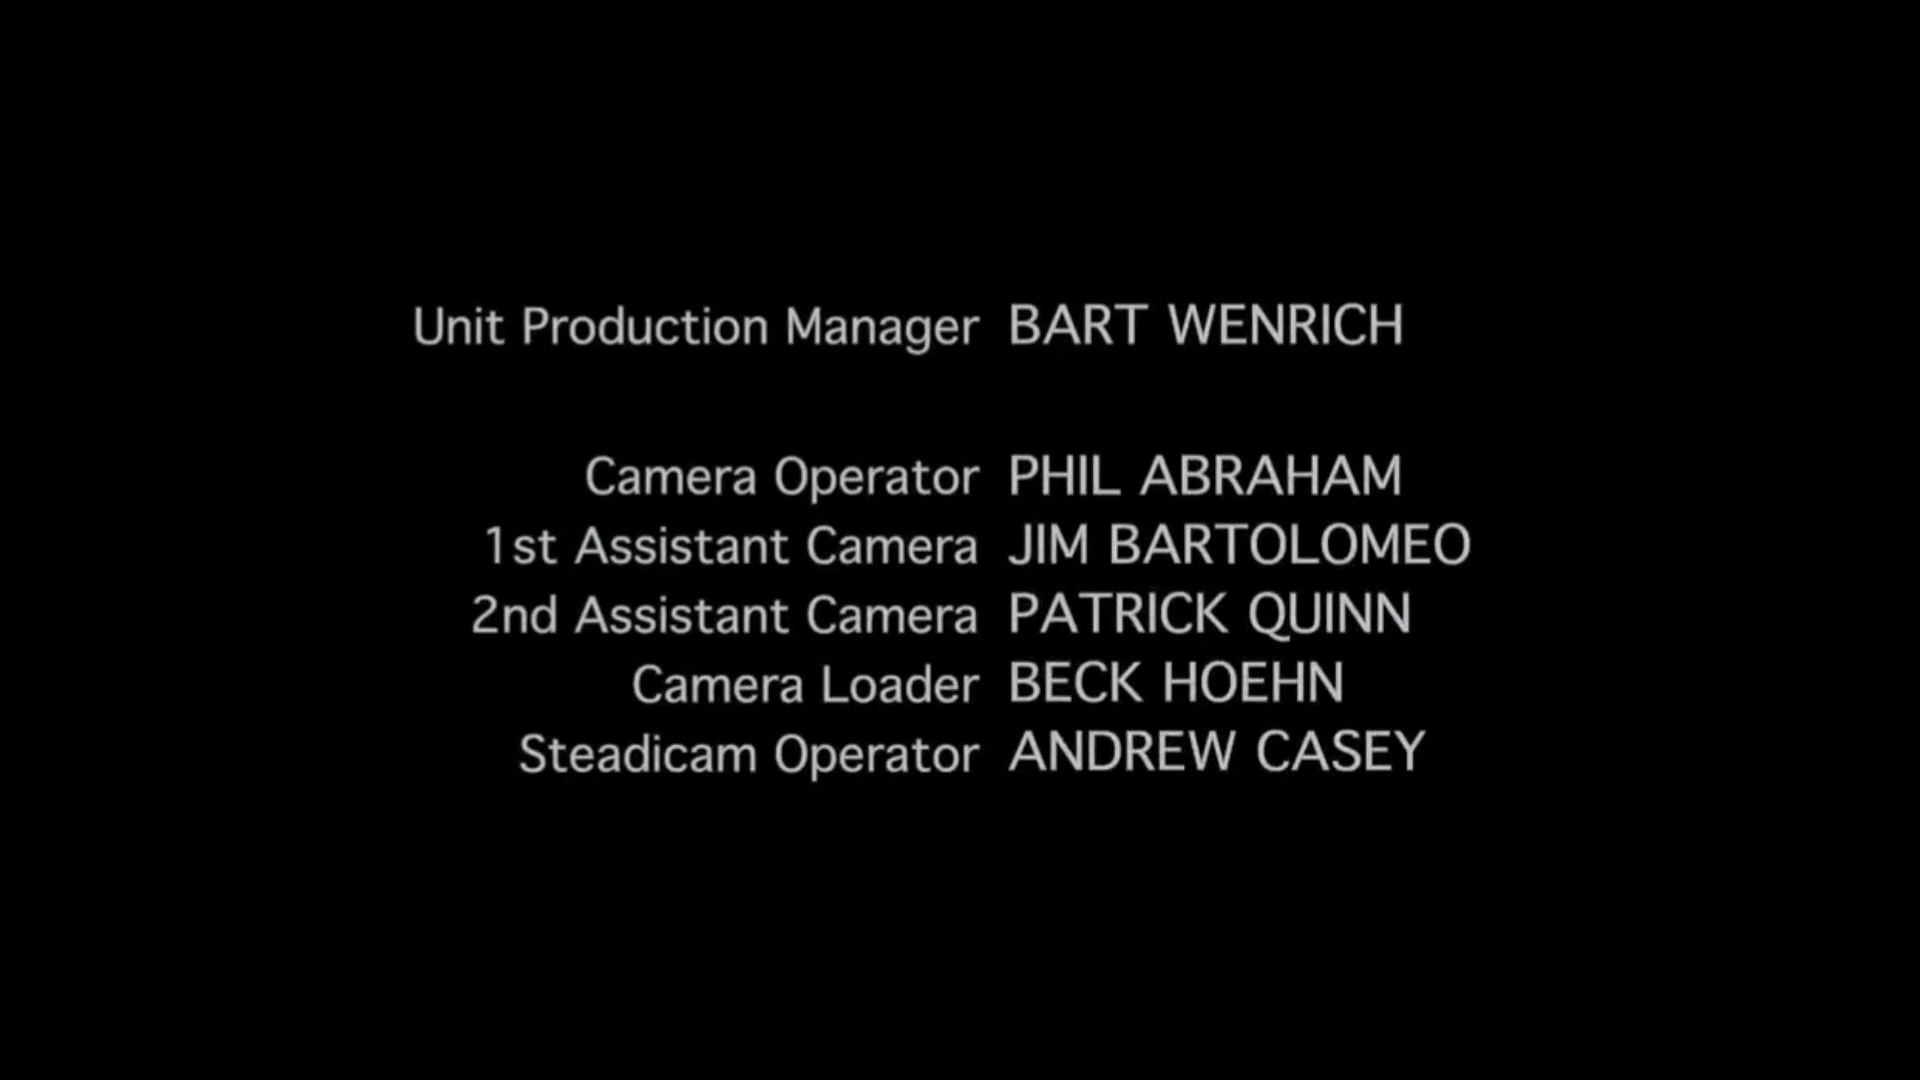 Unit Production Manager BART WENRICH
Camera Operator PHIL ABRAHAM
1st Assistant Camera JIM BARTOLOMEO
2nd Assistant Camera PATRICK QUINN
Camera Loader BECK HOEHN
Steadicam Operator ANDREW CASEY